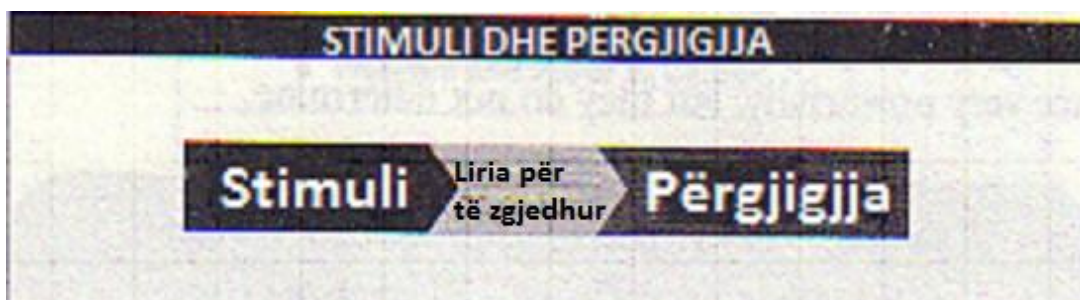 STIMULI DHE PERGJIGJJA
Stimuli
Liria për
të zgjedhur
Përgjigjja